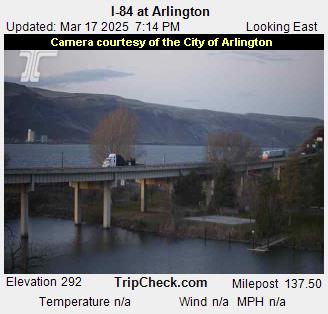 I-84 at Arlington
Updated: Mar 17 2025 7:14 PM Looking East
Camera courtesy of the City of Arlington
Elevation 292 TripCheck.com Milepost 137.50
Temperature n/a Wind n/a MPH n/a